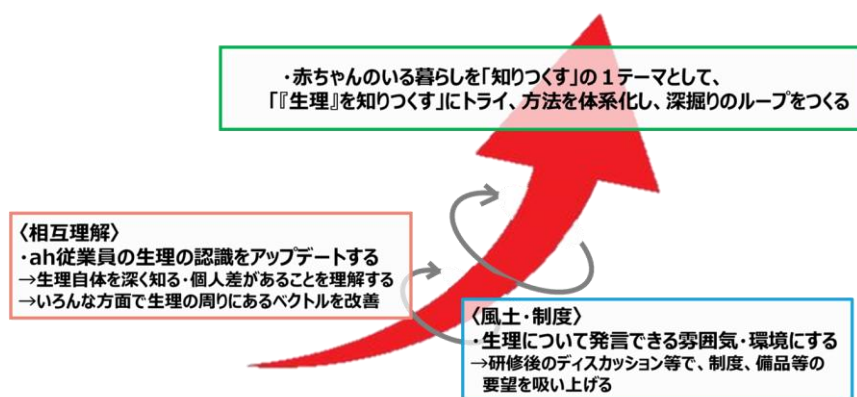 ・赤ちゃんのいる暮らしを「知りつくす」の１テーマとして、
「『生理』を知りつくす」にトライ、方法を体系化し、深掘りのループをつくる
〈相互理解〉
・ah従業員の生理の認識をアップデートする
→生理自体を深く知る・個人差があることを理解する
→いろんな方面で生理の周りにあるベクトルを改善
〈風土・制度〉
・生理について発言できる雰囲気・環境にする
→研修後のディスカッション等で、制度、備品等の
要望を吸い上げる